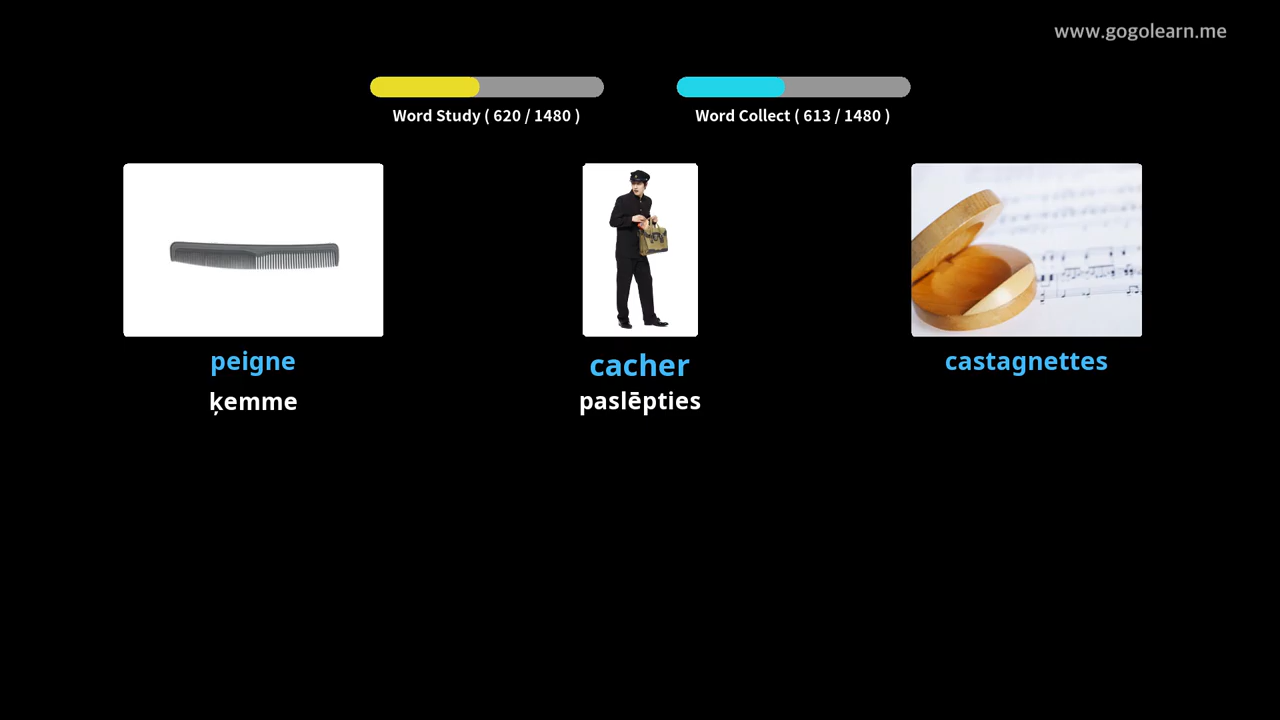 www.gogolearn.me
Word Study ( 620 / 1480 )
Word Collect ( 613 / 1480 )
peigne
ķemme
cacher
paslēpties
castagnettes